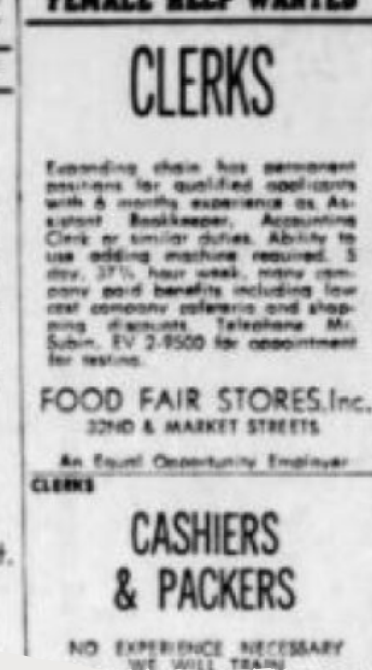 FEMALE HELP WANTED
CLERKS
Expanding chain has permanent
positions for qualified applicants
with 6 months experience as As-
sistant Bookkeeper, Accounting
Clerk or similar duties. Ability to
use adding machine required. 5
day, 37½ hour week, many com-
pany paid benefits including low
cost company cafeteria and shop-
ping discounts. Telephone Mr.
Subin, EV 2-9500 for appointment
for testing.
FOOD FAIR STORES, Inc.
32ND & MARKET STREETS
An Equal Opportunity Employer
CLERKS
CASHIERS
& PACKERS
NO EXPERIENCE NECESSARY
WE WILL TRAIN